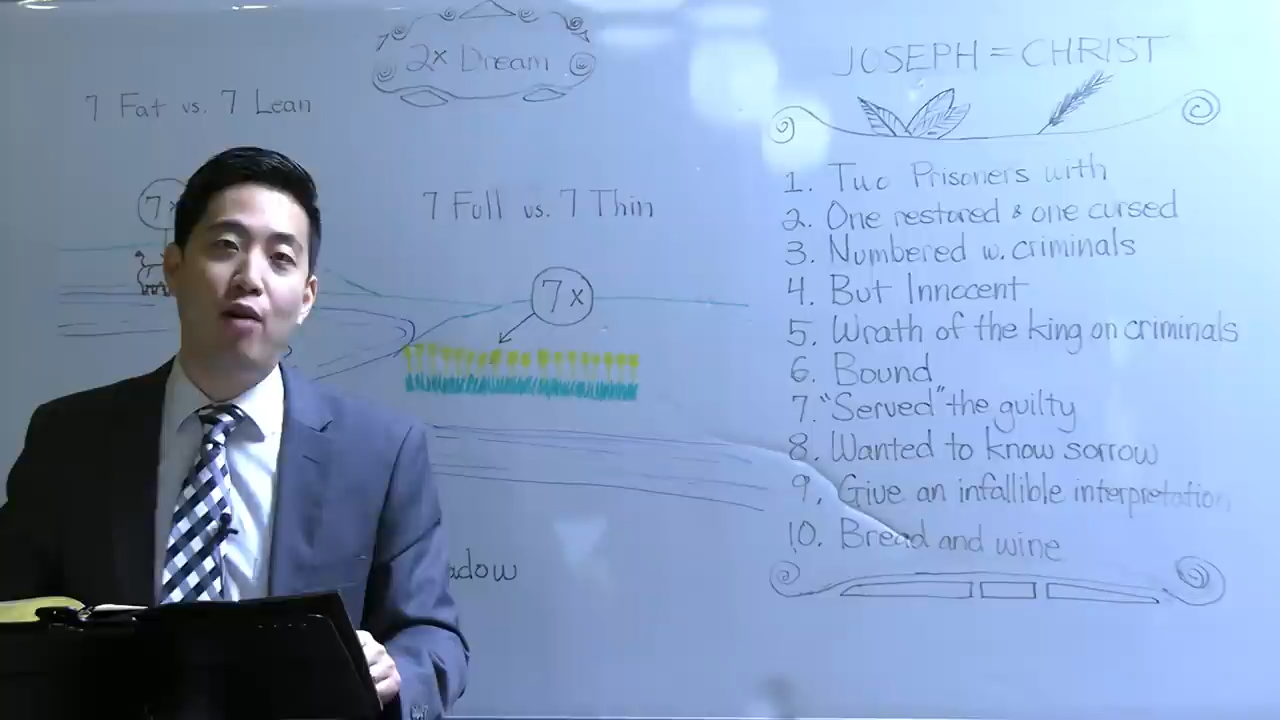 2x Dream
7 Fat vs. 7 Lean
7x
7 Full vs. 7 Thin
7x
JOSEPH = CHRIST
1. Two Prisoners with
2. One restored & one cursed
3. Numbered w. criminals
4. But Innocent
5. Wrath of the king on criminals
6. Bound
7. "Served" the guilty
8. Wanted to know sorrow
9. Give an infallible interpretation
10. Bread and wine